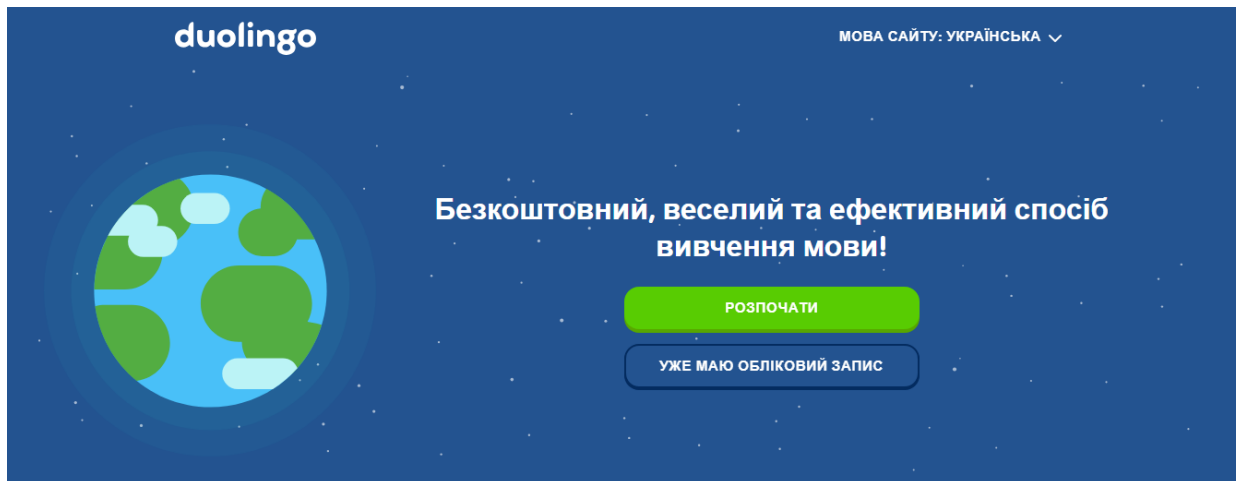 duolingo
МОВА САЙТУ: УКРАЇНСЬКА
Безкоштовний, веселий та ефективний спосіб
вивчення мови!
РОЗПОЧАТИ
УЖЕ МАЮ ОБЛІКОВИЙ ЗАПИС